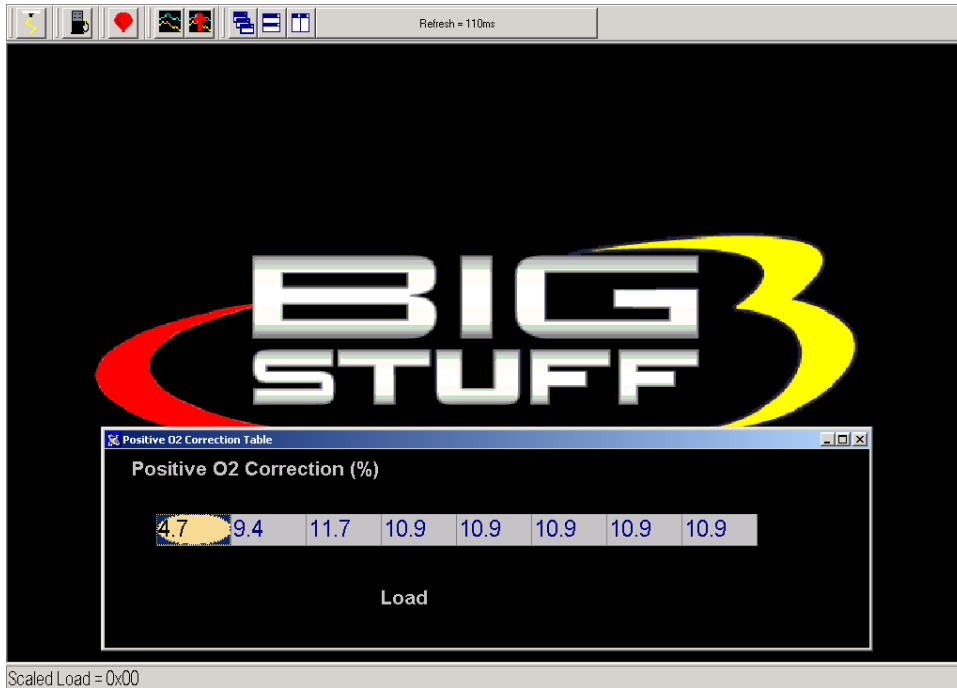 Refresh = 110ms
BIG 3
STUFF
Positive O2 Correction Table
Positive O2 Correction (%)
4.7 9.4 11.7 10.9 10.9 10.9 10.9 10.9
Load
Scaled Load = 0x00